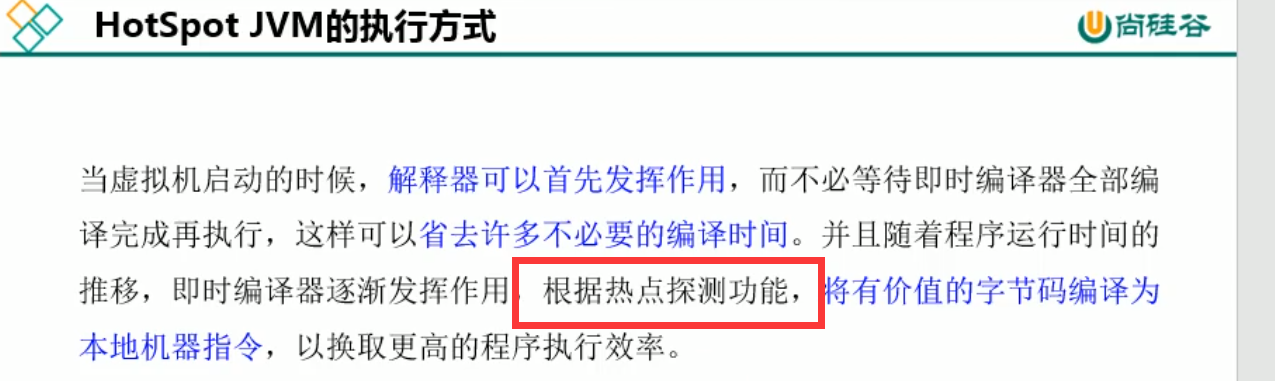 HotSpot JVM的执行方式
尚硅谷
当虚拟机启动的时候，解释器可以首先发挥作用，而不必等待即时编译器全部编
译完成再执行，这样可以省去许多不必要的编译时间。并且随着程序运行时间的
推移，即时编译器逐渐发挥作用，根据热点探测功能，将有价值的字节码编译为
本地机器指令，以换取更高的程序执行效率。